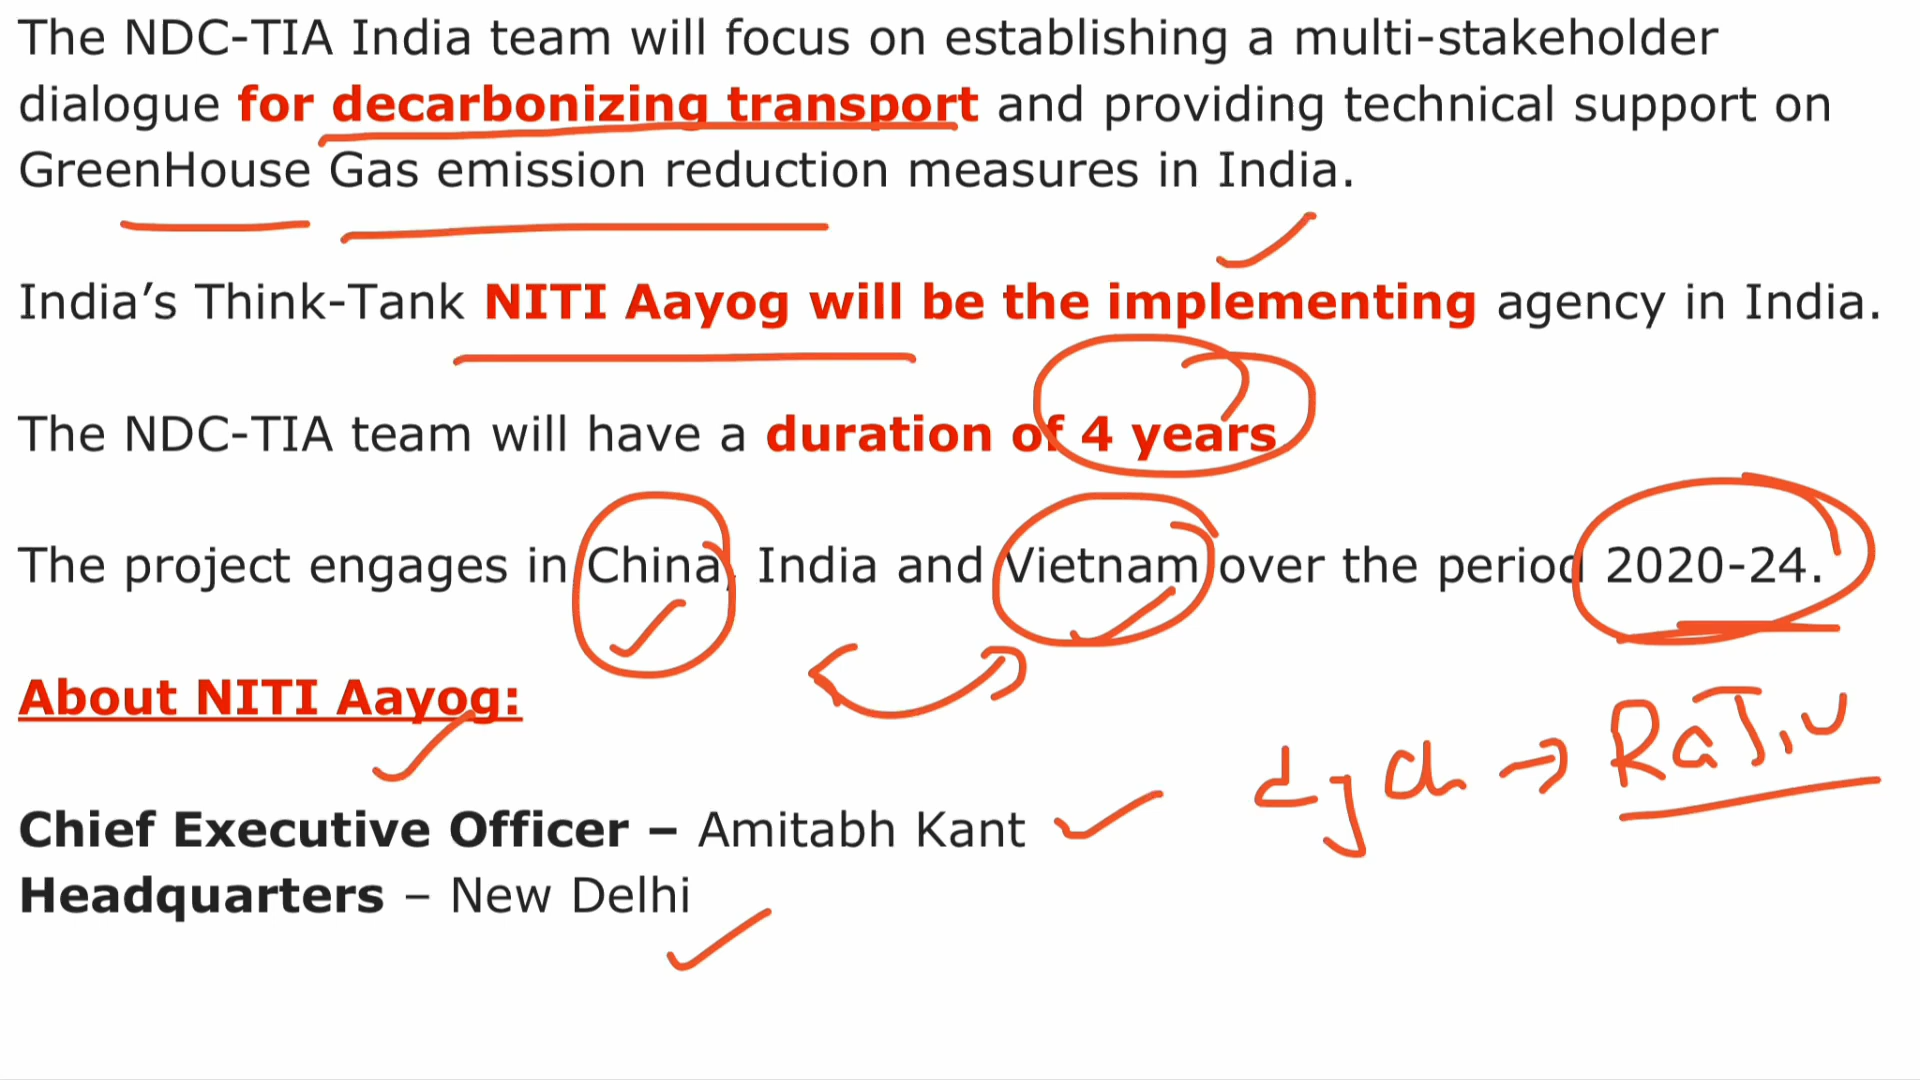 The NDC-TIA India team will focus on establishing a multi-stakeholder
dialogue for decarbonizing transport and providing technical support on
GreenHouse Gas emission reduction measures in India.
India’s Think-Tank NITI Aayog will be the implementing agency in India.
The NDC-TIA team will have a duration of 4 years
The project engages in China, India and Vietnam over the period 2020-24.
About NITI Aayog:
Chief Executive Officer – Amitabh Kant
Headquarters – New Delhi